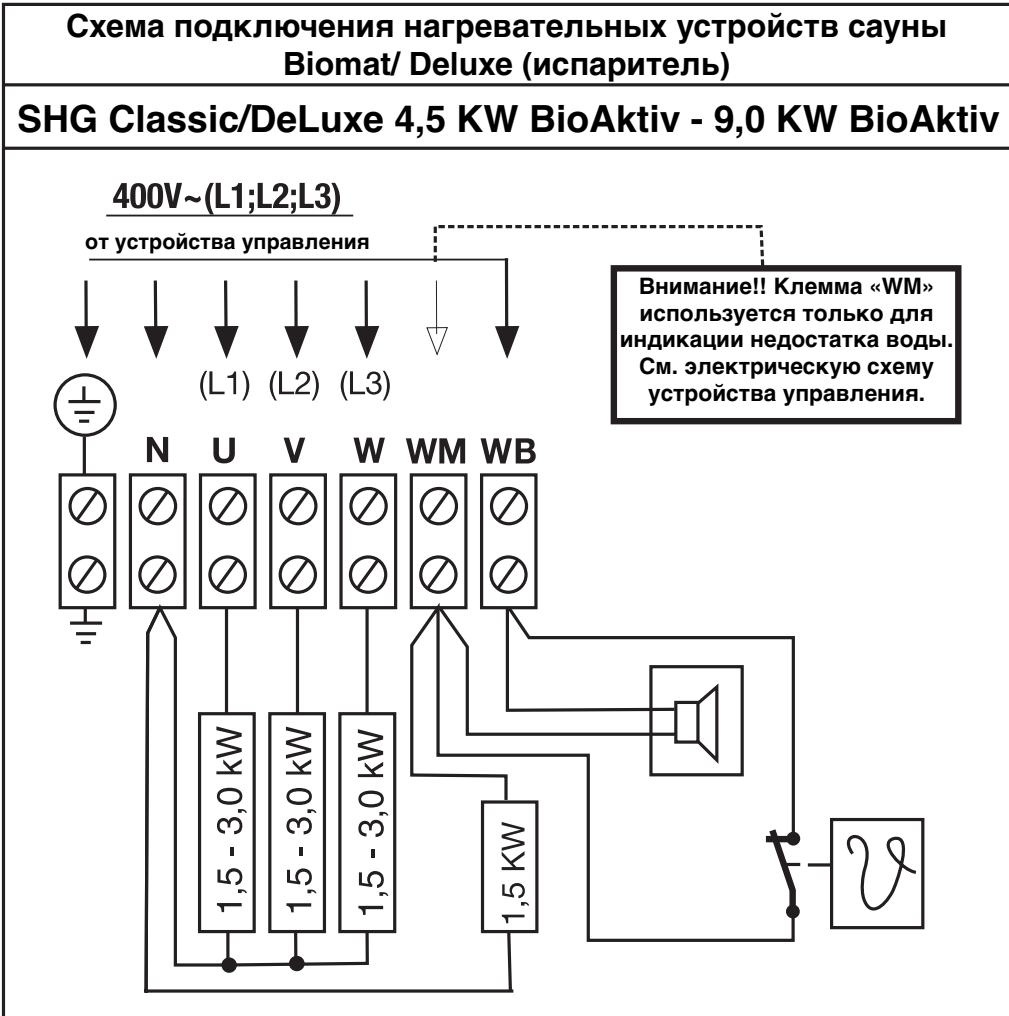 Схема подключения нагревательных устройств сауны
Biomat/ Deluxe (испаритель)
SHG Classic/DeLuxe 4,5 KW BioAktiv - 9,0 KW BioAktiv
400V~(L1;L2;L3)
от устройства управления
Внимание!! Клемма «WM»
используется только для
индикации недостатка воды.
См. электрическую схему
устройства управления.
(L1) (L2) (L3)
N U V W WM WB
1,5 - 3,0 kW
1,5 - 3,0 kW
1,5 - 3,0 kW
1,5 KW